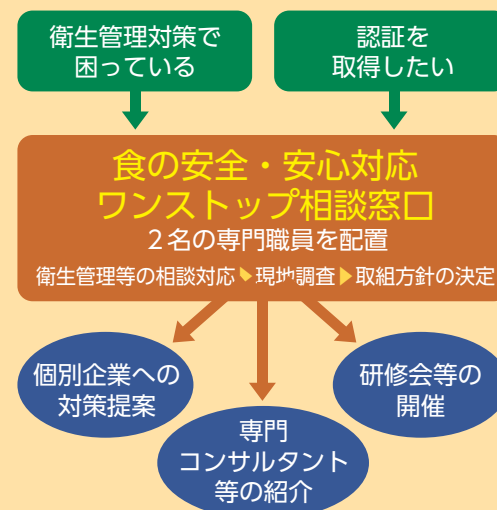 衛生管理対策で
困っている
認証を
取得したい
食の安全・安心対応
ワンストップ相談窓口
２名の専門職員を配置
衛生管理等の相談対応▶現地調査▶取組方針の決定
個別企業への
対策提案
専門
コンサルタント
等の紹介
研修会等の
開催